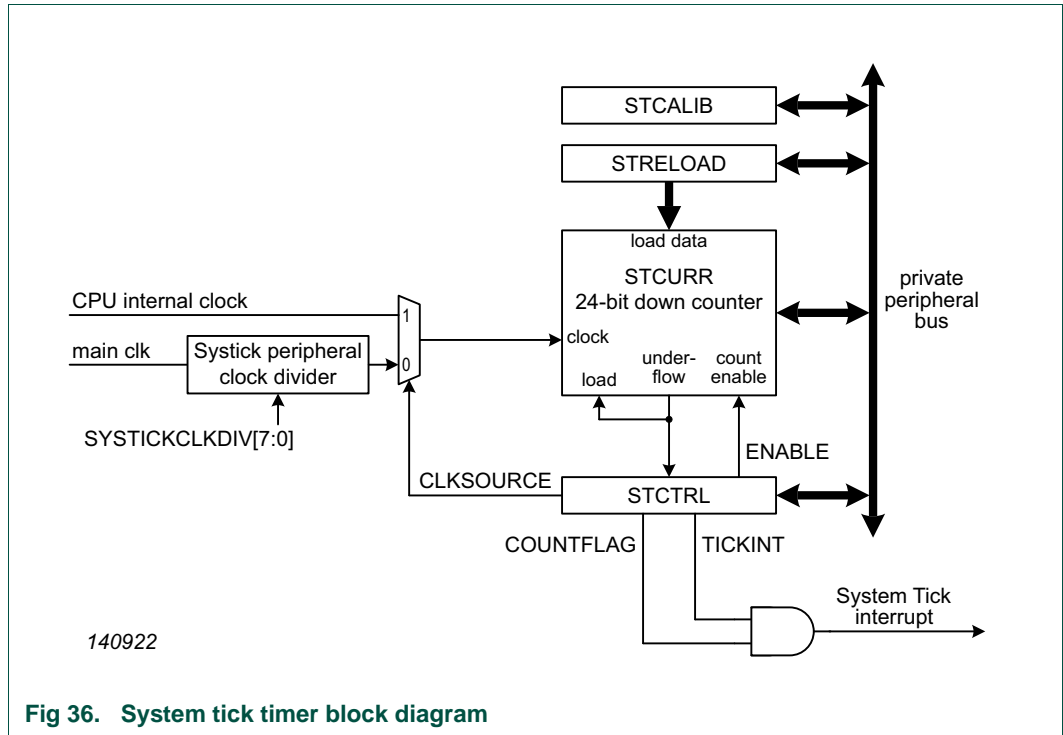 STCALIB
STRELOAD
load data
STCURR
24-bit down counter
private
peripheral
bus
CPU internal clock
1
clock
main clk
Systick peripheral
clock divider
0
under-
flow
count
enable
load
SYSTICKCLKDIV[7:0]
ENABLE
CLKSOURCE
STCTRL
COUNTFLAG
TICKINT
System Tick
interrupt
140922
Fig 36. System tick timer block diagram